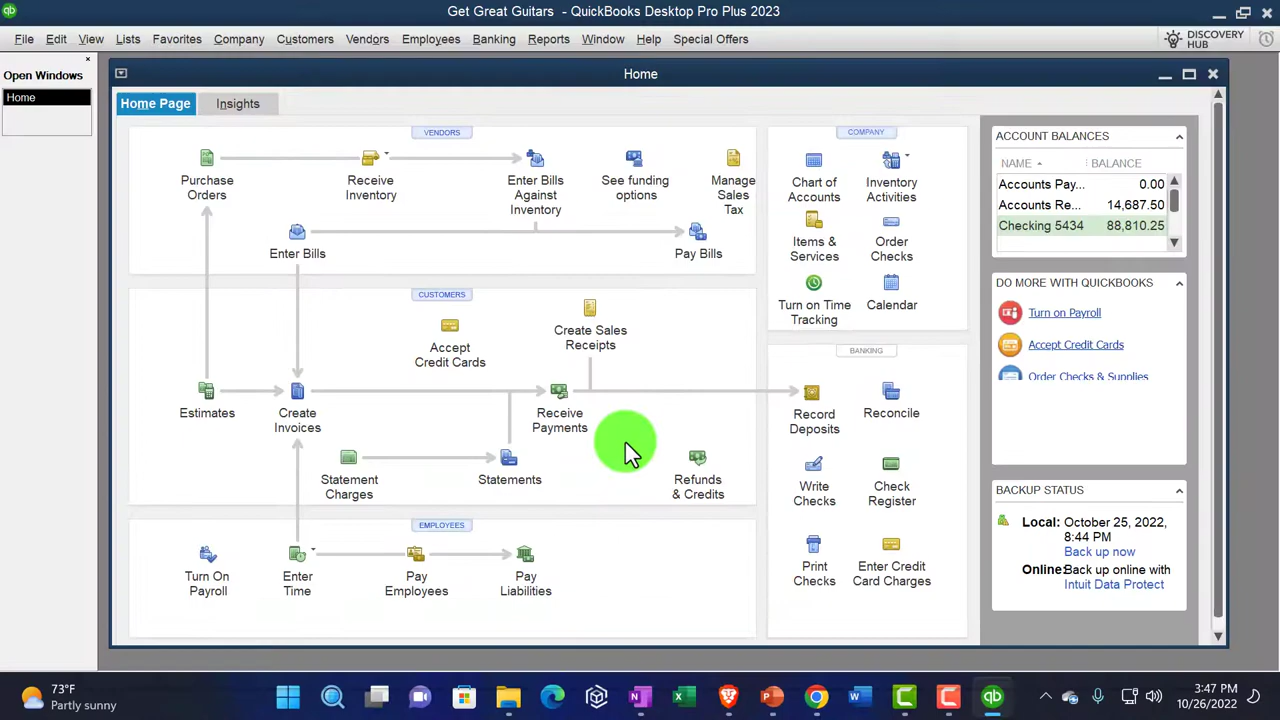 Get Great Guitars - QuickBooks Desktop Pro Plus 2023
File Edit View Lists Favorites Company Customers Vendors Employees Banking Reports Window Help Special Offers
DISCOVERY
HUB
Open Windows
Home
Home
Home Page
Insights
VENDORS
Purchase
Orders
Receive
Inventory
Enter Bills
Against
Inventory
See funding
options
Manage
Sales
Tax
Enter Bills
Pay Bills
CUSTOMERS
Create Sales
Receipts
Accept
Credit Cards
Estimates
Create
Invoices
Receive
Payments
Statement
Charges
Statements
Refunds
& Credits
EMPLOYEES
Turn On
Payroll
Enter
Time
Pay
Employees
Pay
Liabilities
COMPANY
Chart of
Accounts
Inventory
Activities
Items &
Services
Order
Checks
Turn on Time
Tracking
Calendar
BANKING
Record
Deposits
Reconcile
Write
Checks
Check
Register
Print
Checks
Enter Credit
Card Charges
ACCOUNT BALANCES
NAME BALANCE
Accounts Pay... 0.00
Accounts Re... 14,687.50
Checking 5434 88,810.25
DO MORE WITH QUICKBOOKS
Turn on Payroll
Accept Credit Cards
Order Checks & Supplies
BACKUP STATUS
Local: October 25, 2022,
8:44 PM
Back up now
Online: Back up online with
Intuit Data Protect
73°F
Partly sunny
3:47 PM
10/26/2022